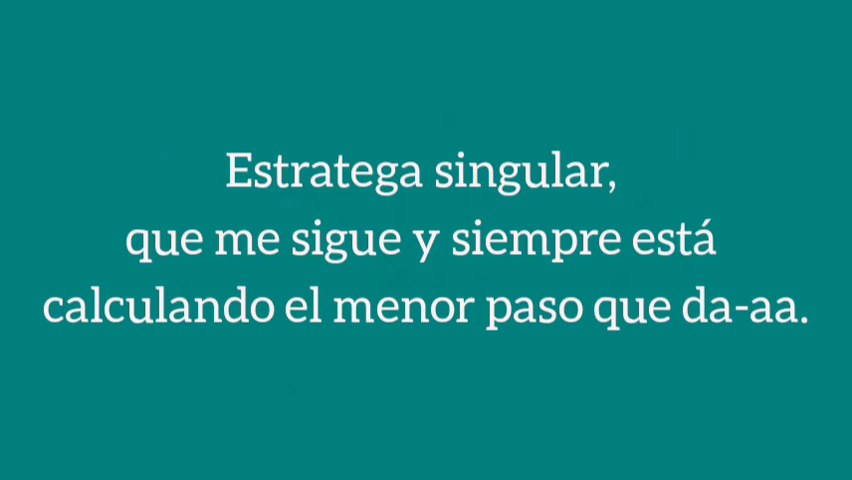 Estratega singular,
que me sigue y siempre está
calculando el menor paso que da-aa.